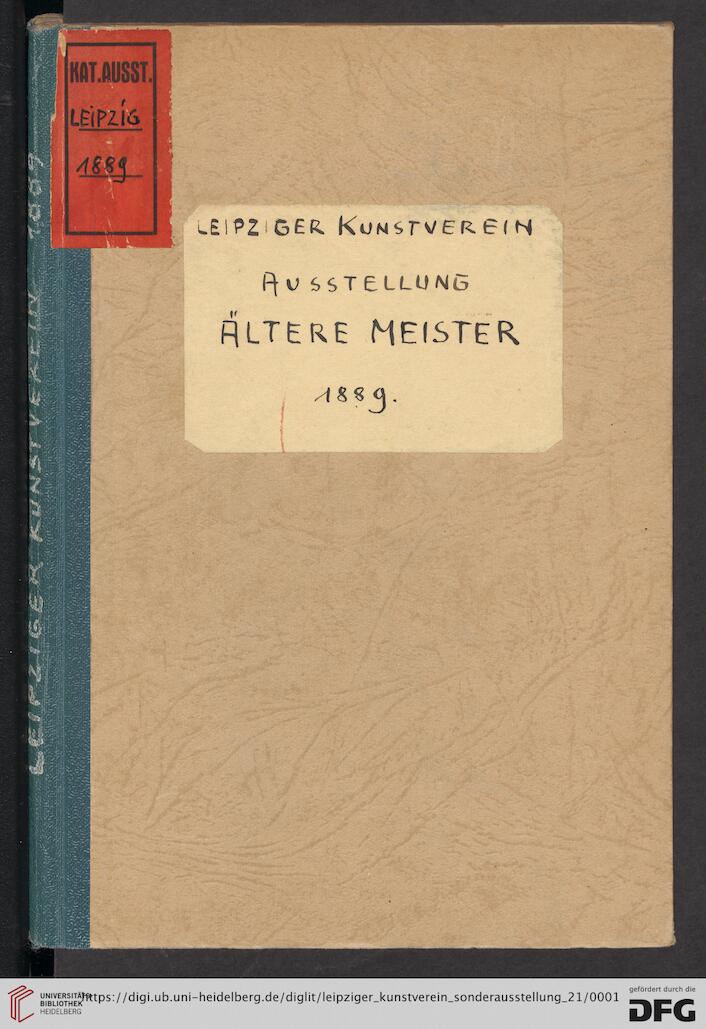 KAT. AUSST.
LEIPZIG
1889
LEIPZIGER KUNSTVEREIN
AUSSTELLUNG
ÄLTERE MEISTER
1889.
LEIPZIGER KUNSTVEREIN 1889
UNIVERSITÄTS
BIBLIOTHEK
HEIDELBERG
https://digi.ub.uni-heidelberg.de/diglit/leipziger_kunstverein_sonderausstellung_21/0001
gefördert durch die
DFG